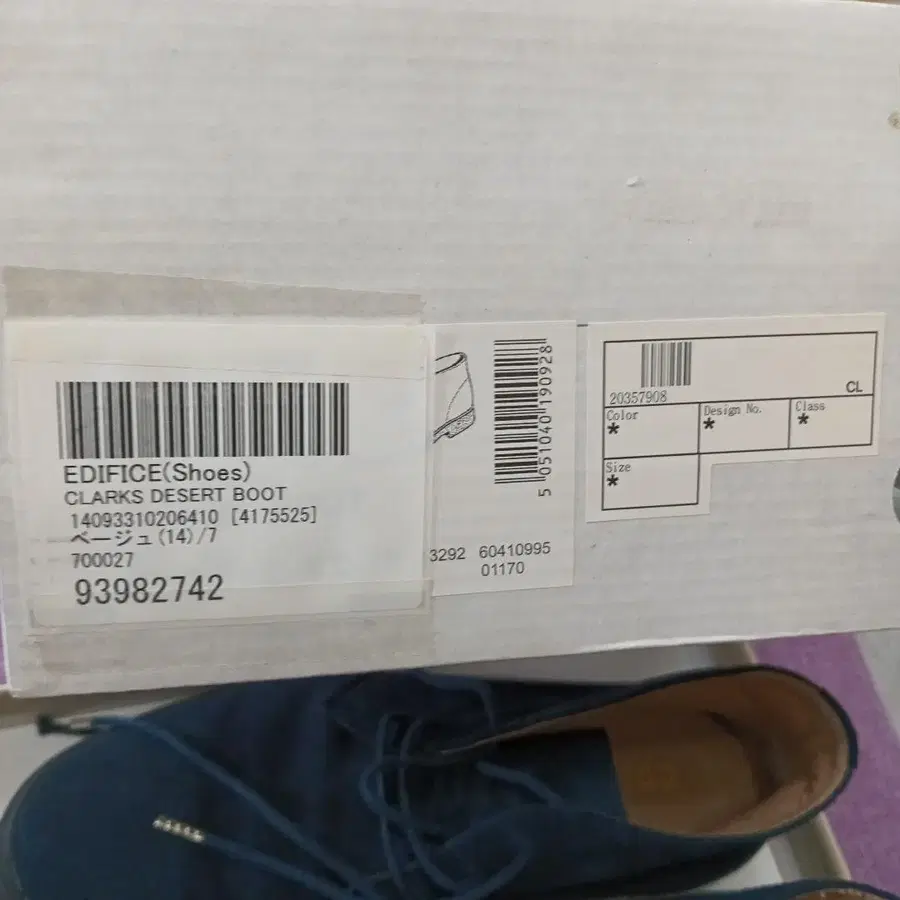 EDIFICE(Shoes)
CLARKS DESERT BOOT
14093310206410 [4175525]
ベージュ(14)/7
700027
93982742
5 051040 190928
3292 60410995
01170
20357908
CL
Color
*
Design No.
*
Class
*
Size
*